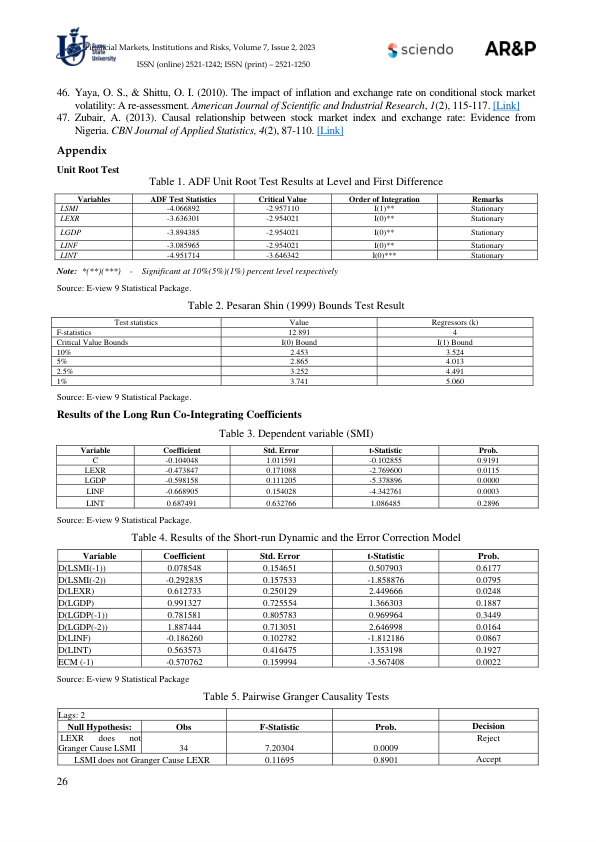 Financial Markets, Institutions and Risks, Volume 7, Issue 2, 2023
ISSN (online) 2521-1242; ISSN (print) – 2521-1250
State
University
sciendo
AR&P
46. Yaya, O. S., & Shittu, O. I. (2010). The impact of inflation and exchange rate on conditional stock market
volatility: A re-assessment. American Journal of Scientific and Industrial Research, 1(2), 115-117. [Link]
47. Zubair, A. (2013). Causal relationship between stock market index and exchange rate: Evidence from
Nigeria. CBN Journal of Applied Statistics, 4(2), 87-110. [Link]
Appendix
Unit Root Test
Table 1. ADF Unit Root Test Results at Level and First Difference
Variables ADF Test Statistics Critical Value Order of Integration Remarks
LSMI -4.066892 -2.957110 I(1)** Stationary
LEXR -3.636301 -2.954021 I(0)** Stationary
LGDP -3.894385 -2.954021 I(0)** Stationary
LINF -3.085965 -2.954021 I(0)** Stationary
LINT -4.951714 -3.646342 I(0)*** Stationary
Note: *(**)(***) - Significant at 10%(5%)(1%) percent level respectively
Source: E-view 9 Statistical Package.
Table 2. Pesaran Shin (1999) Bounds Test Result
Test statistics Value Regressors (k)
F-statistics 12.891 4
Critical Value Bounds I(0) Bound I(1) Bound
10% 2.453 3.524
5% 2.865 4.013
2.5% 3.252 4.491
1% 3.741 5.060
Source: E-view 9 Statistical Package.
Results of the Long Run Co-Integrating Coefficients
Table 3. Dependent variable (SMI)
Variable Coefficient Std. Error t-Statistic Prob.
C -0.104048 1.011591 -0.102855 0.9191
LEXR -0.473847 0.171088 -2.769600 0.0115
LGDP -0.598158 0.111205 -5.378896 0.0000
LINF -0.668905 0.154028 -4.342761 0.0003
LINT 0.687491 0.632766 1.086485 0.2896
Source: E-view 9 Statistical Package.
Table 4. Results of the Short-run Dynamic and the Error Correction Model
Variable Coefficient Std. Error t-Statistic Prob.
D(LSMI(-1)) 0.078548 0.154651 0.507903 0.6177
D(LSMI(-2)) -0.292835 0.157533 -1.858876 0.0795
D(LEXR) 0.612733 0.250129 2.449666 0.0248
D(LGDP) 0.991327 0.725554 1.366303 0.1887
D(LGDP(-1)) 0.781581 0.805783 0.969964 0.3449
D(LGDP(-2)) 1.887444 0.713051 2.646998 0.0164
D(LINF) -0.186260 0.102782 -1.812186 0.0867
D(LINT) 0.563573 0.416475 1.353198 0.1927
ECM (-1) -0.570762 0.159994 -3.567408 0.0022
Source: E-view 9 Statistical Package
Table 5. Pairwise Granger Causality Tests
Lags: 2
Null Hypothesis: Obs F-Statistic Prob. Decision
LEXR does not
Granger Cause LSMI 34 7.20304 0.0009 Reject
LSMI does not Granger Cause LEXR 0.11695 0.8901 Accept
26